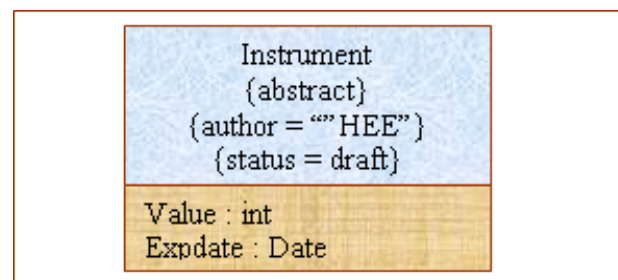 Instrument
{abstract}
{author = “” HEE” }
{status = draft}
Value : int
Expdate : Date